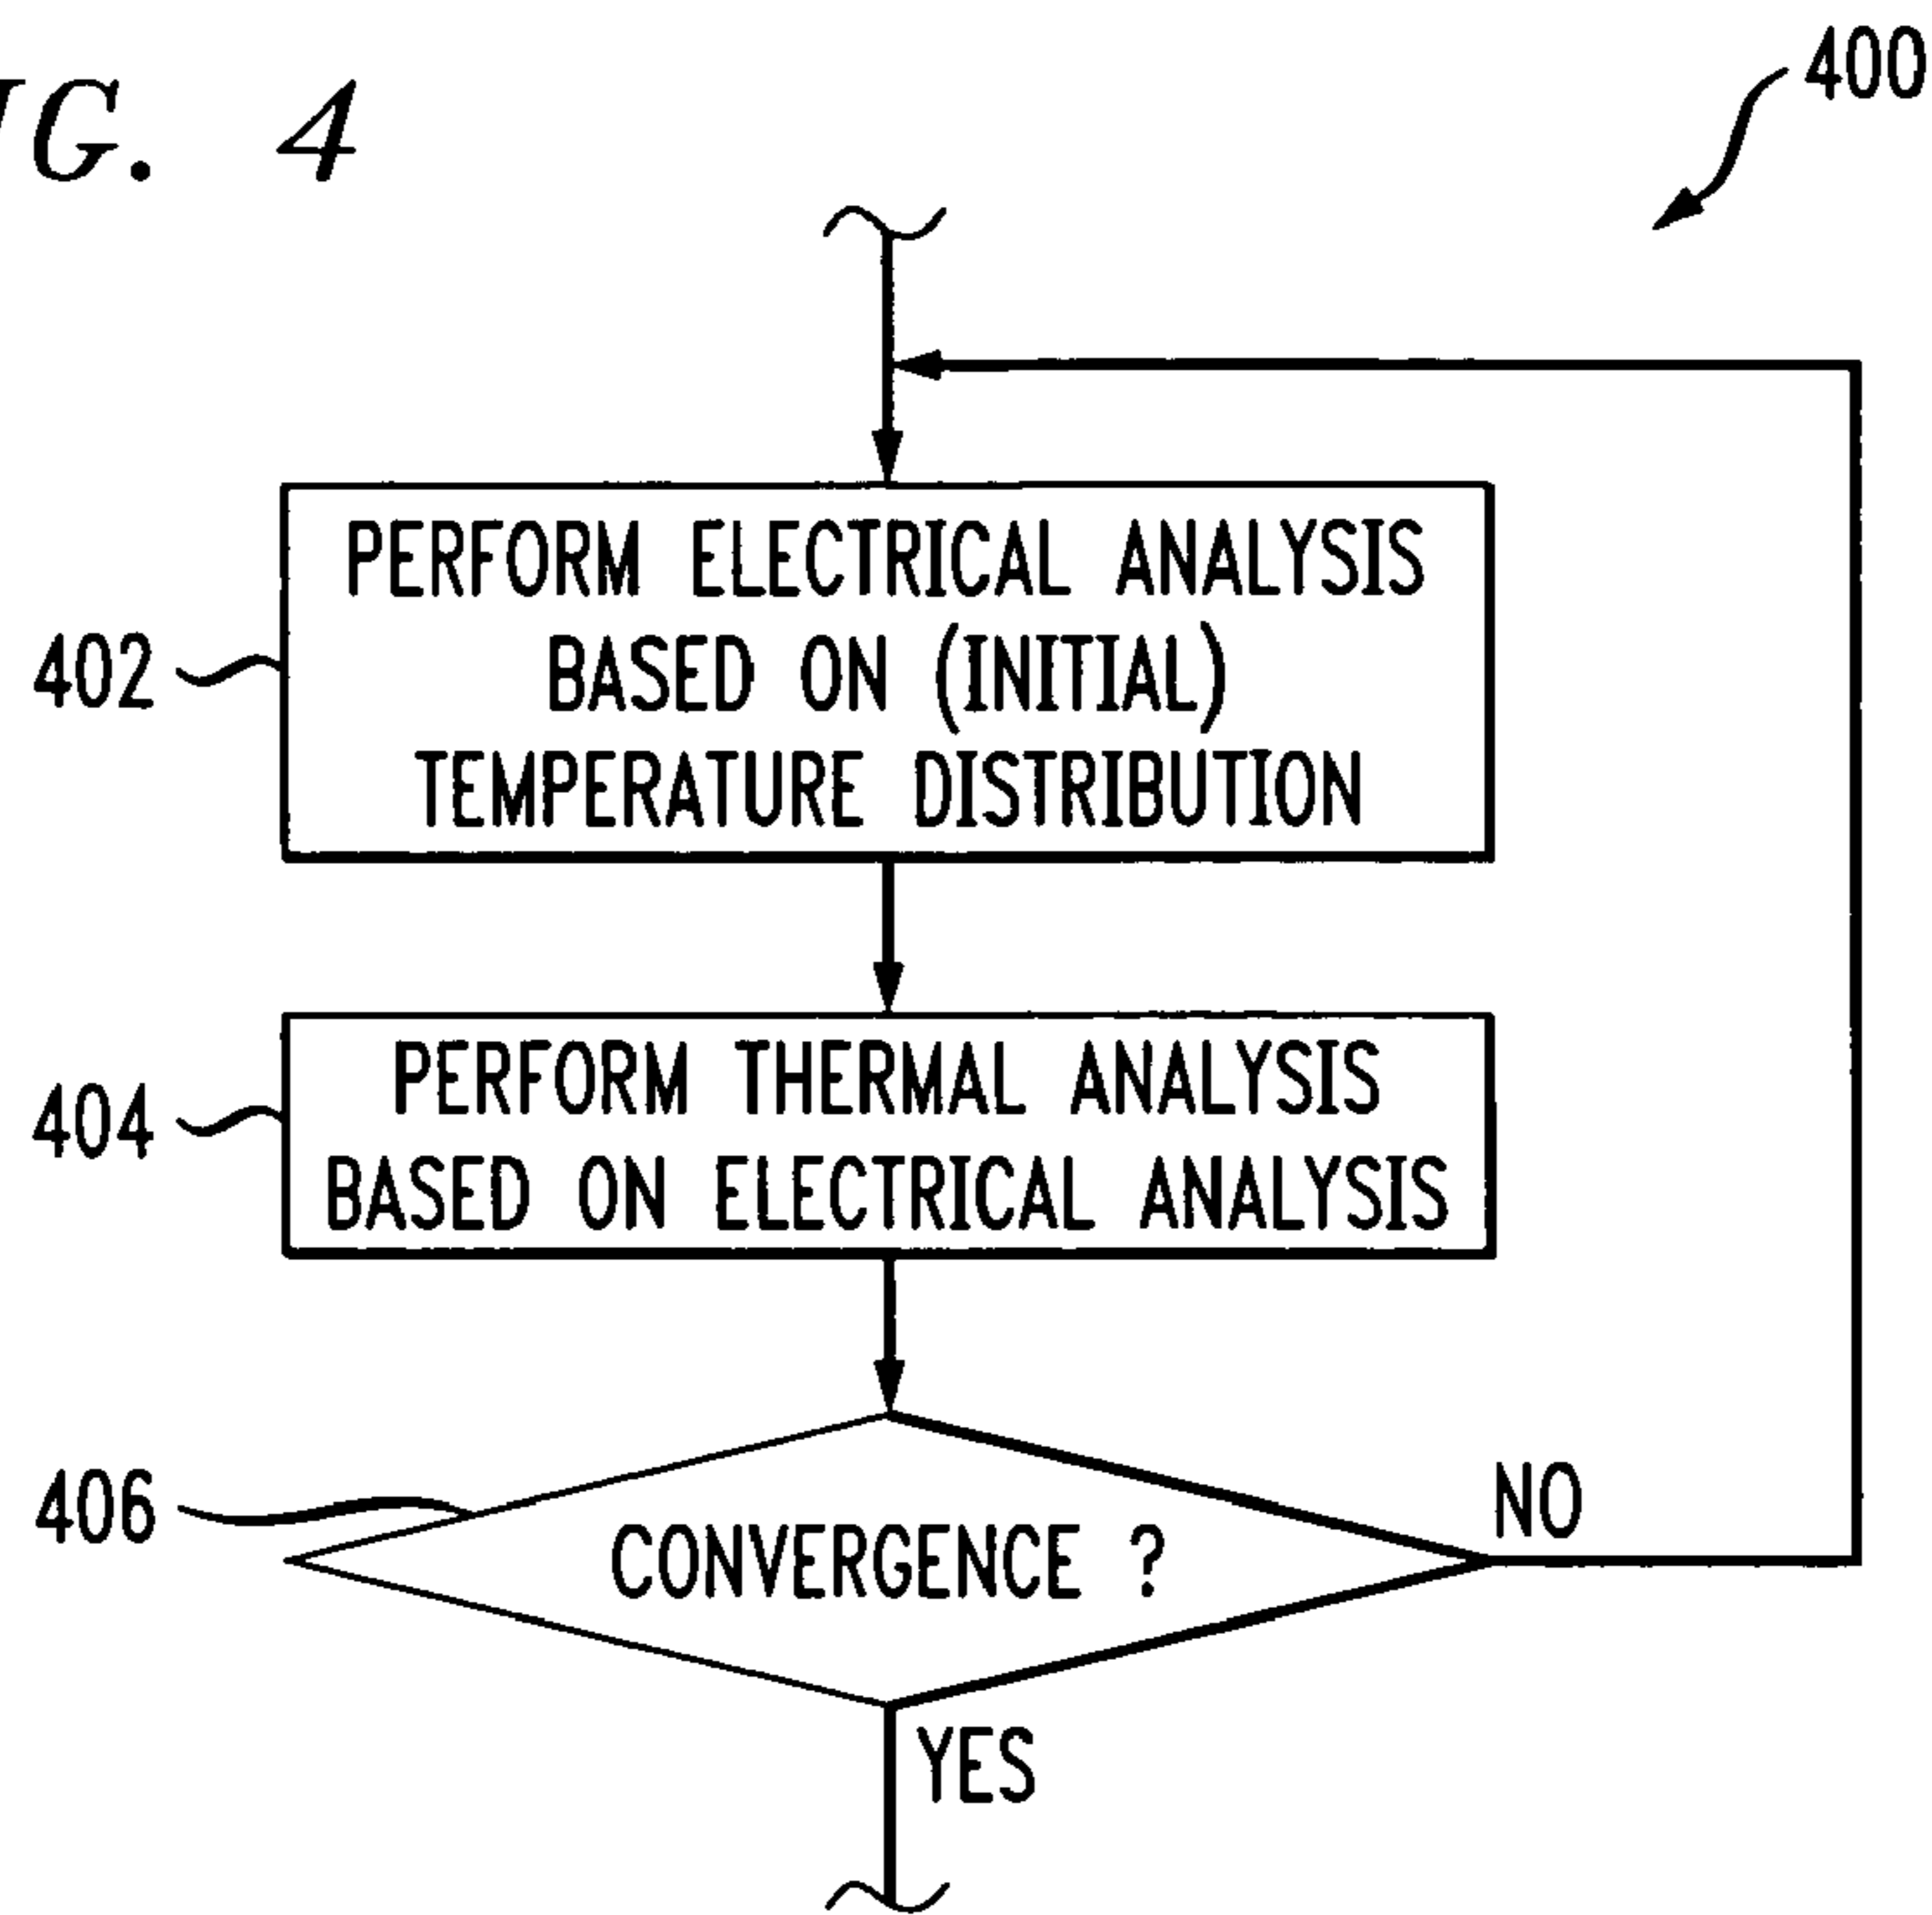 G. 4
400
402
PERFORM ELECTRICAL ANALYSIS
BASED ON (INITIAL)
TEMPERATURE DISTRIBUTION
404
PERFORM THERMAL ANALYSIS
BASED ON ELECTRICAL ANALYSIS
406
CONVERGENCE ?
NO
YES